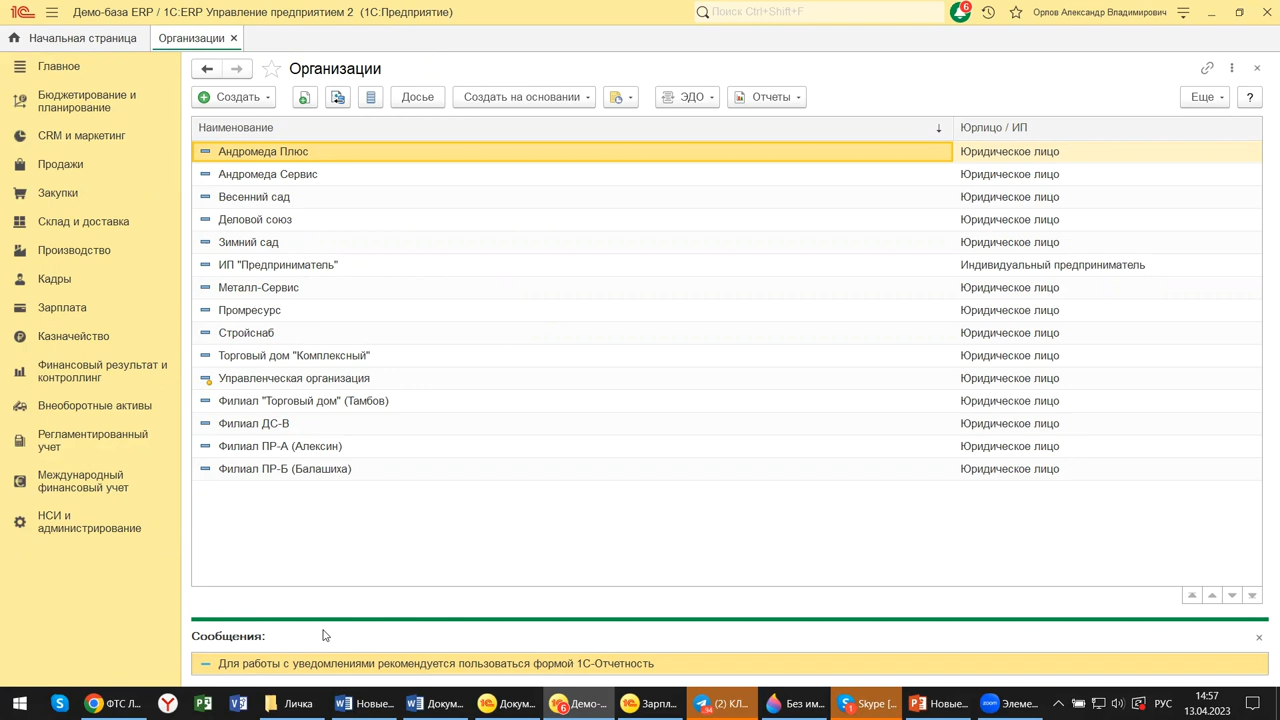 Демо-база ERP / 1С:ERP Управление предприятием 2 (1С:Предприятие)
Поиск Ctrl+Shift+F
6
Орлов Александр Владимирович
Начальная страница
Организации
Главное
Бюджетирование и
планирование
CRM и маркетинг
Продажи
Закупки
Склад и доставка
Производство
Кадры
Зарплата
Казначейство
Финансовый результат и
контроллинг
Внеоборотные активы
Регламентированный
учет
Международный
финансовый учет
НСИ и
администрирование
Организации
Создать
Досье
Создать на основании
ЭДО
Отчеты
Еще
?
Наименование
Юрлицо / ИП
Андромеда Плюс
Юридическое лицо
Андромеда Сервис
Юридическое лицо
Весенний сад
Юридическое лицо
Деловой союз
Юридическое лицо
Зимний сад
Юридическое лицо
ИП "Предприниматель"
Индивидуальный предприниматель
Металл-Сервис
Юридическое лицо
Промресурс
Юридическое лицо
Стройснаб
Юридическое лицо
Торговый дом "Комплексный"
Юридическое лицо
Управленческая организация
Юридическое лицо
Филиал "Торговый дом" (Тамбов)
Юридическое лицо
Филиал ДС-В
Юридическое лицо
Филиал ПР-А (Алексин)
Юридическое лицо
Филиал ПР-Б (Балашиха)
Юридическое лицо
Сообщения:
Для работы с уведомлениями рекомендуется пользоваться формой 1С-Отчетность
ФТС Л...
Личка
Новые...
Докум...
Докум...
Демо-...
Зарпл...
(2) КЛ...
Без им...
Skype [...
Новые...
Элеме...
РУС
14:57
13.04.2023